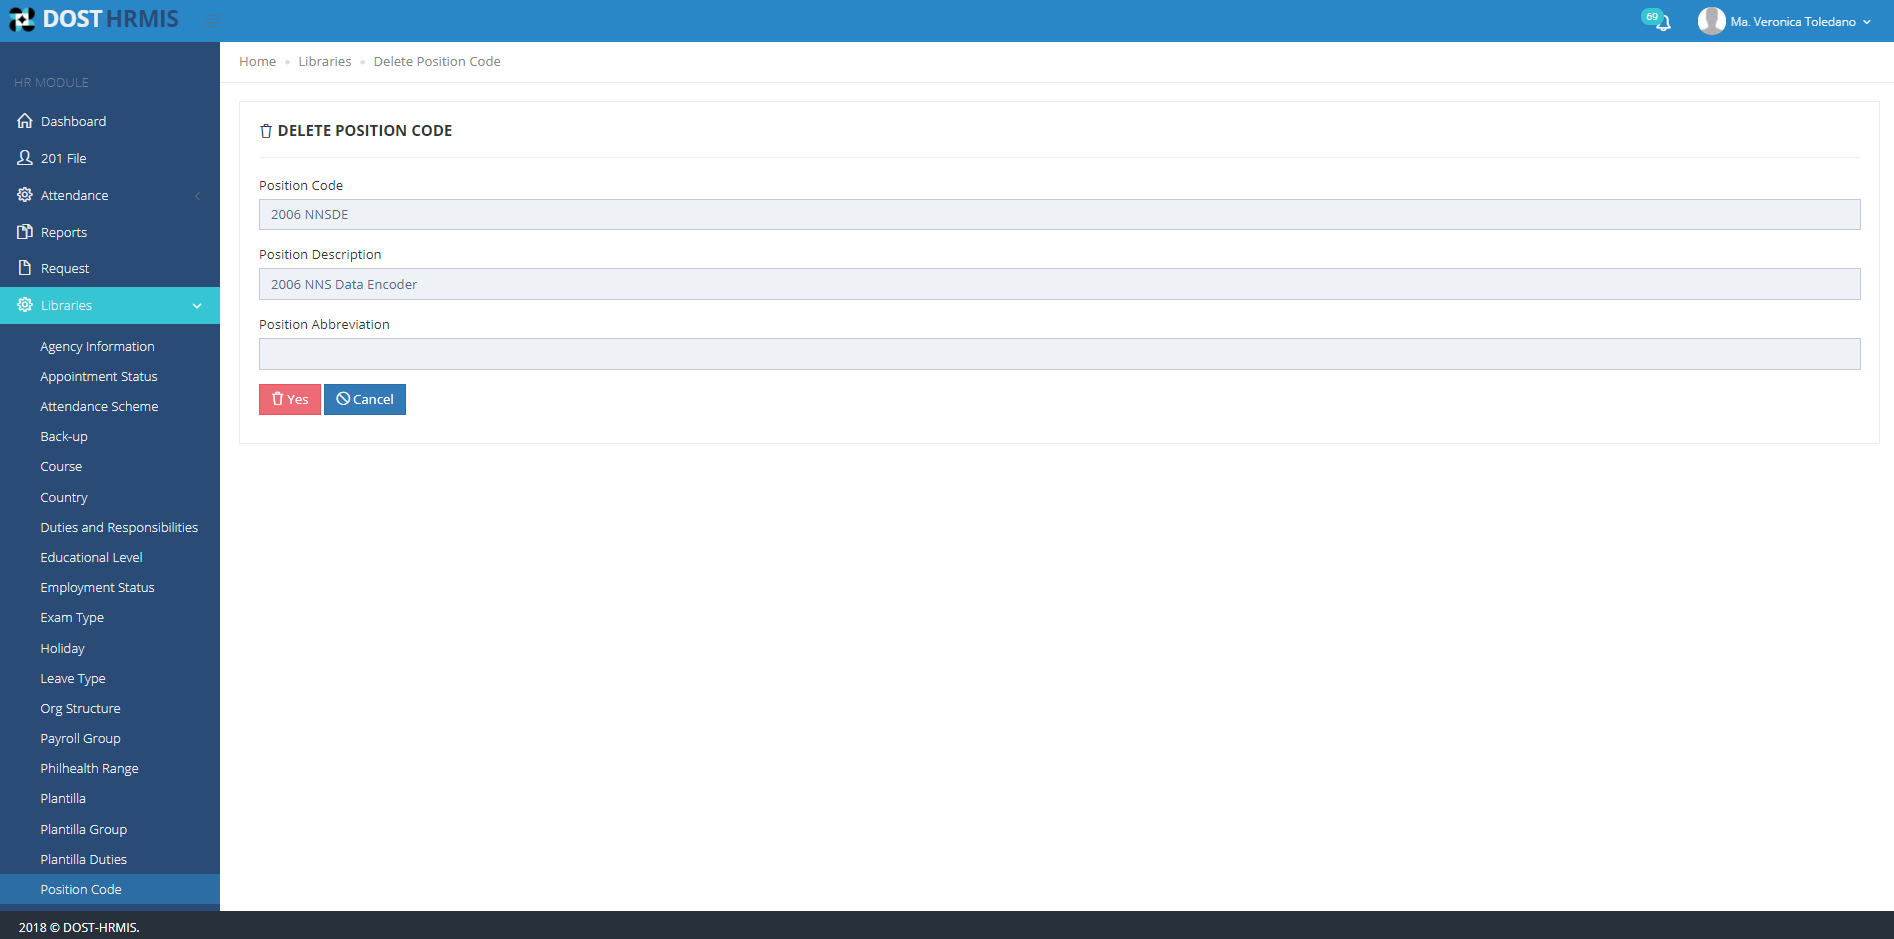 DOST HRMIS
69
Ma. Veronica Toledano
Home • Libraries • Delete Position Code
HR MODULE
Dashboard
201 File
Attendance
Reports
Request
Libraries
Agency Information
Appointment Status
Attendance Scheme
Back-up
Course
Country
Duties and Responsibilities
Educational Level
Employment Status
Exam Type
Holiday
Leave Type
Org Structure
Payroll Group
Philhealth Range
Plantilla
Plantilla Group
Plantilla Duties
Position Code
DELETE POSITION CODE
Position Code
2006 NNSDE
Position Description
2006 NNS Data Encoder
Position Abbreviation
Yes Cancel
2018 © DOST-HRMIS.